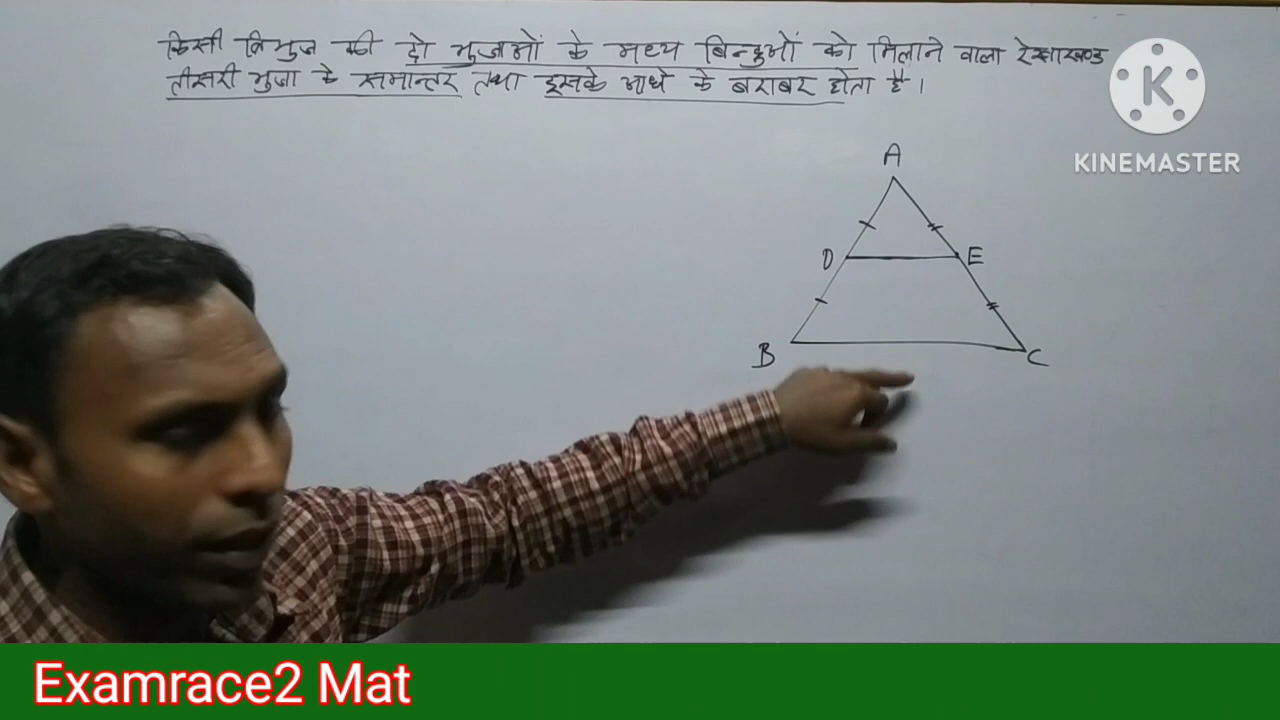 किसी त्रिभुज की दो भुजाओं के मध्य बिन्दुओं को मिलाने वाला रेखाखण्ड
तीसरी भुजा के समान्तर तथा इसके आधे के बराबर होता है।
K
KINEMASTER
A
D
E
B
C
Examrace2 Mat